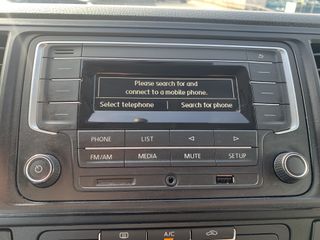 Please search for and
connect to a mobile phone.
Select telephone Search for phone
PHONE LIST
FM/AM MEDIA MUTE SETUP
A/C